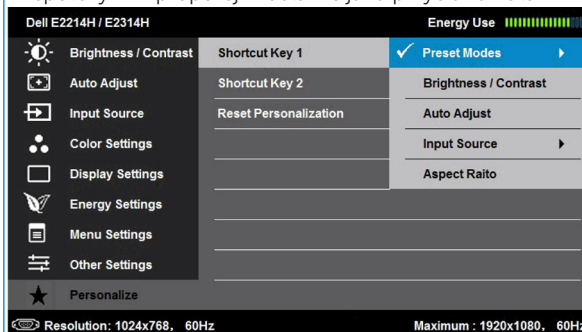 Dell E2214H / E2314H Energy Use
Brightness / Contrast
Auto Adjust
Input Source
Color Settings
Display Settings
Energy Settings
Menu Settings
Other Settings
Personalize
Shortcut Key 1
Shortcut Key 2
Reset Personalization
Preset Modes
Brightness / Contrast
Auto Adjust
Input Source
Aspect Raito
Resolution: 1024x768, 60Hz Maximum : 1920x1080, 60Hz